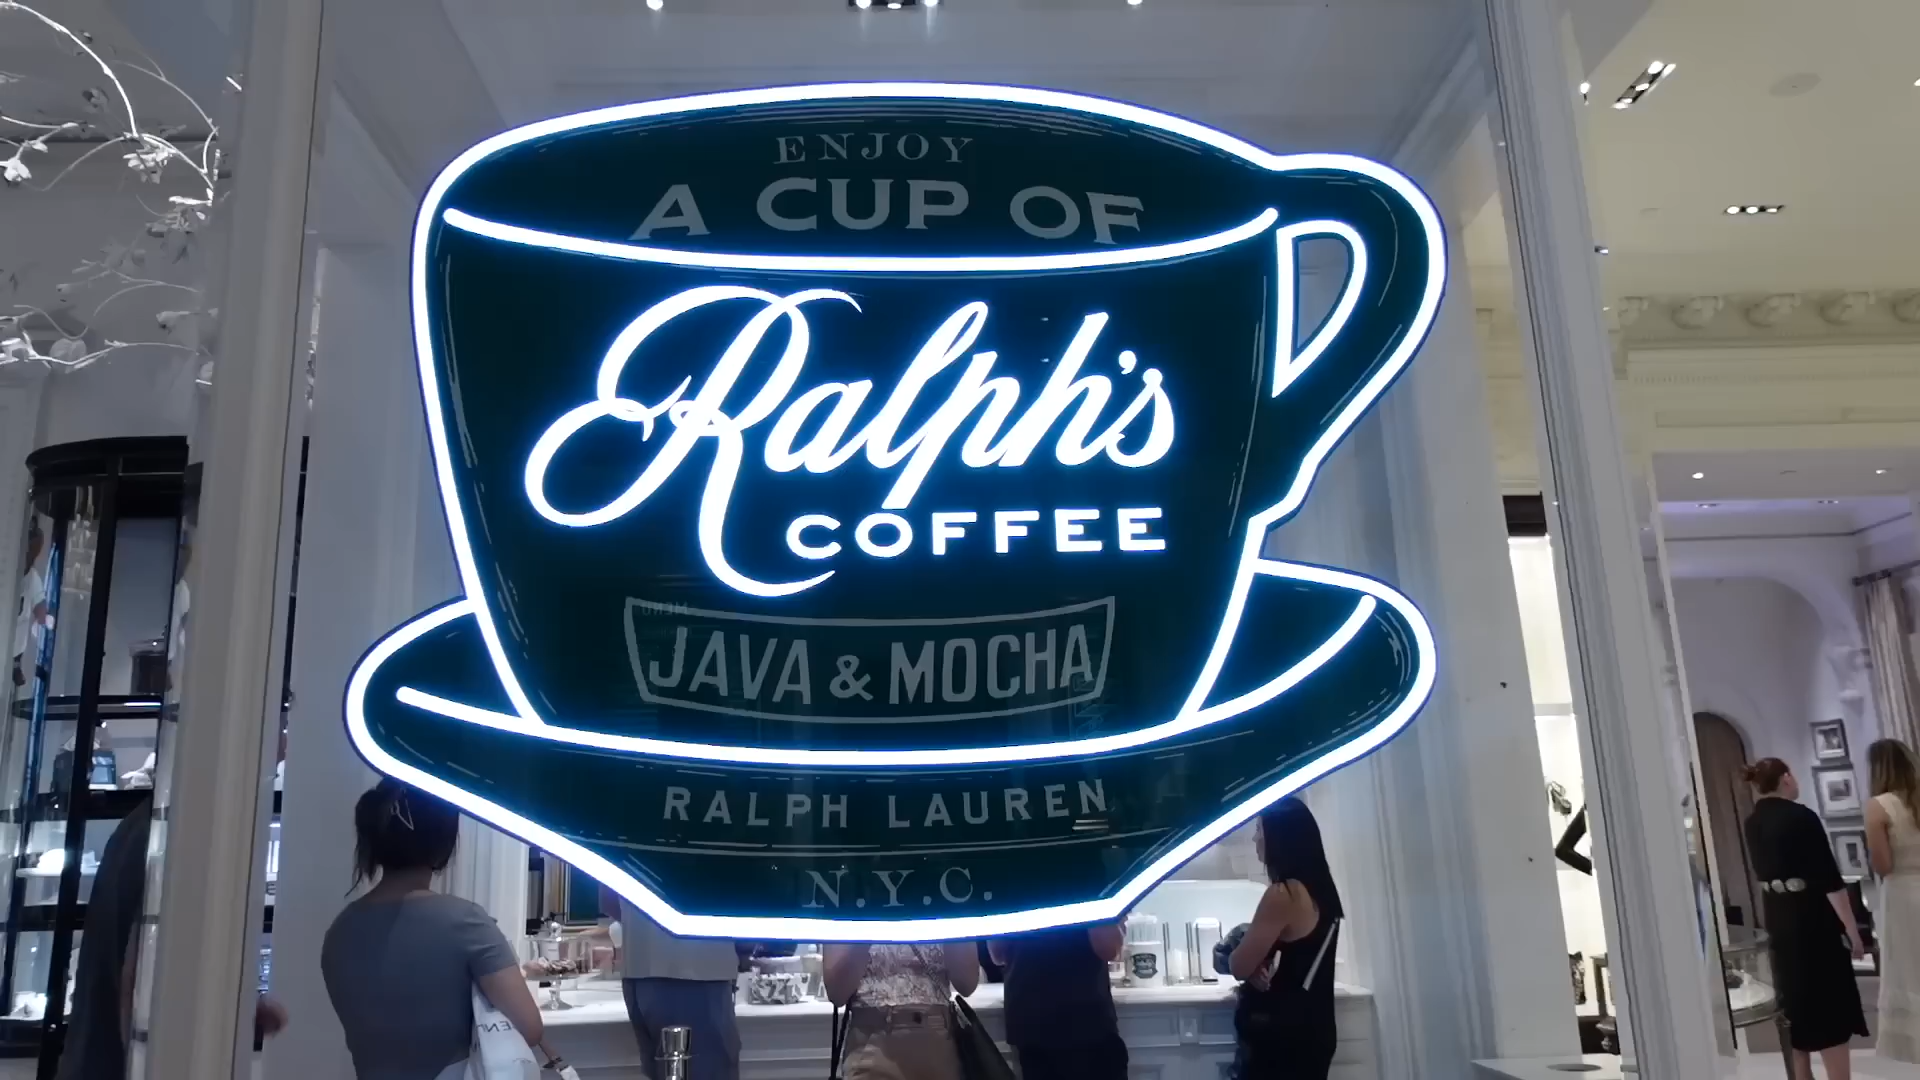 ENJOY
A CUP OF
Ralph's
COFFEE
JAVA & MOCHA
RALPH LAUREN
N.Y.C.